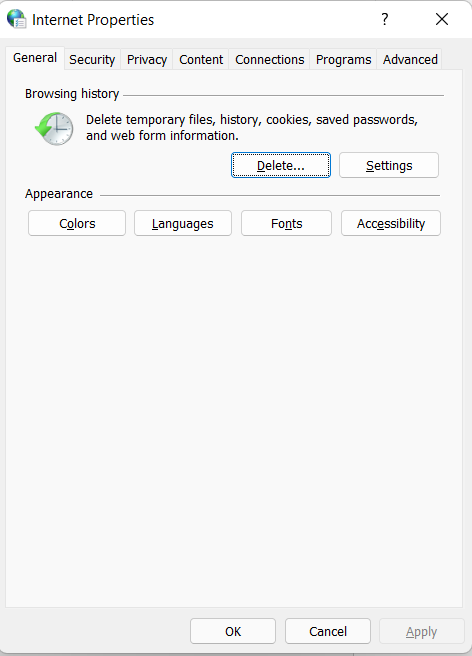 Internet Properties ?
General Security Privacy Content Connections Programs Advanced
Browsing history
Delete temporary files, history, cookies, saved passwords,
and web form information.
Delete... Settings
Appearance
Colors Languages Fonts Accessibility
OK Cancel Apply